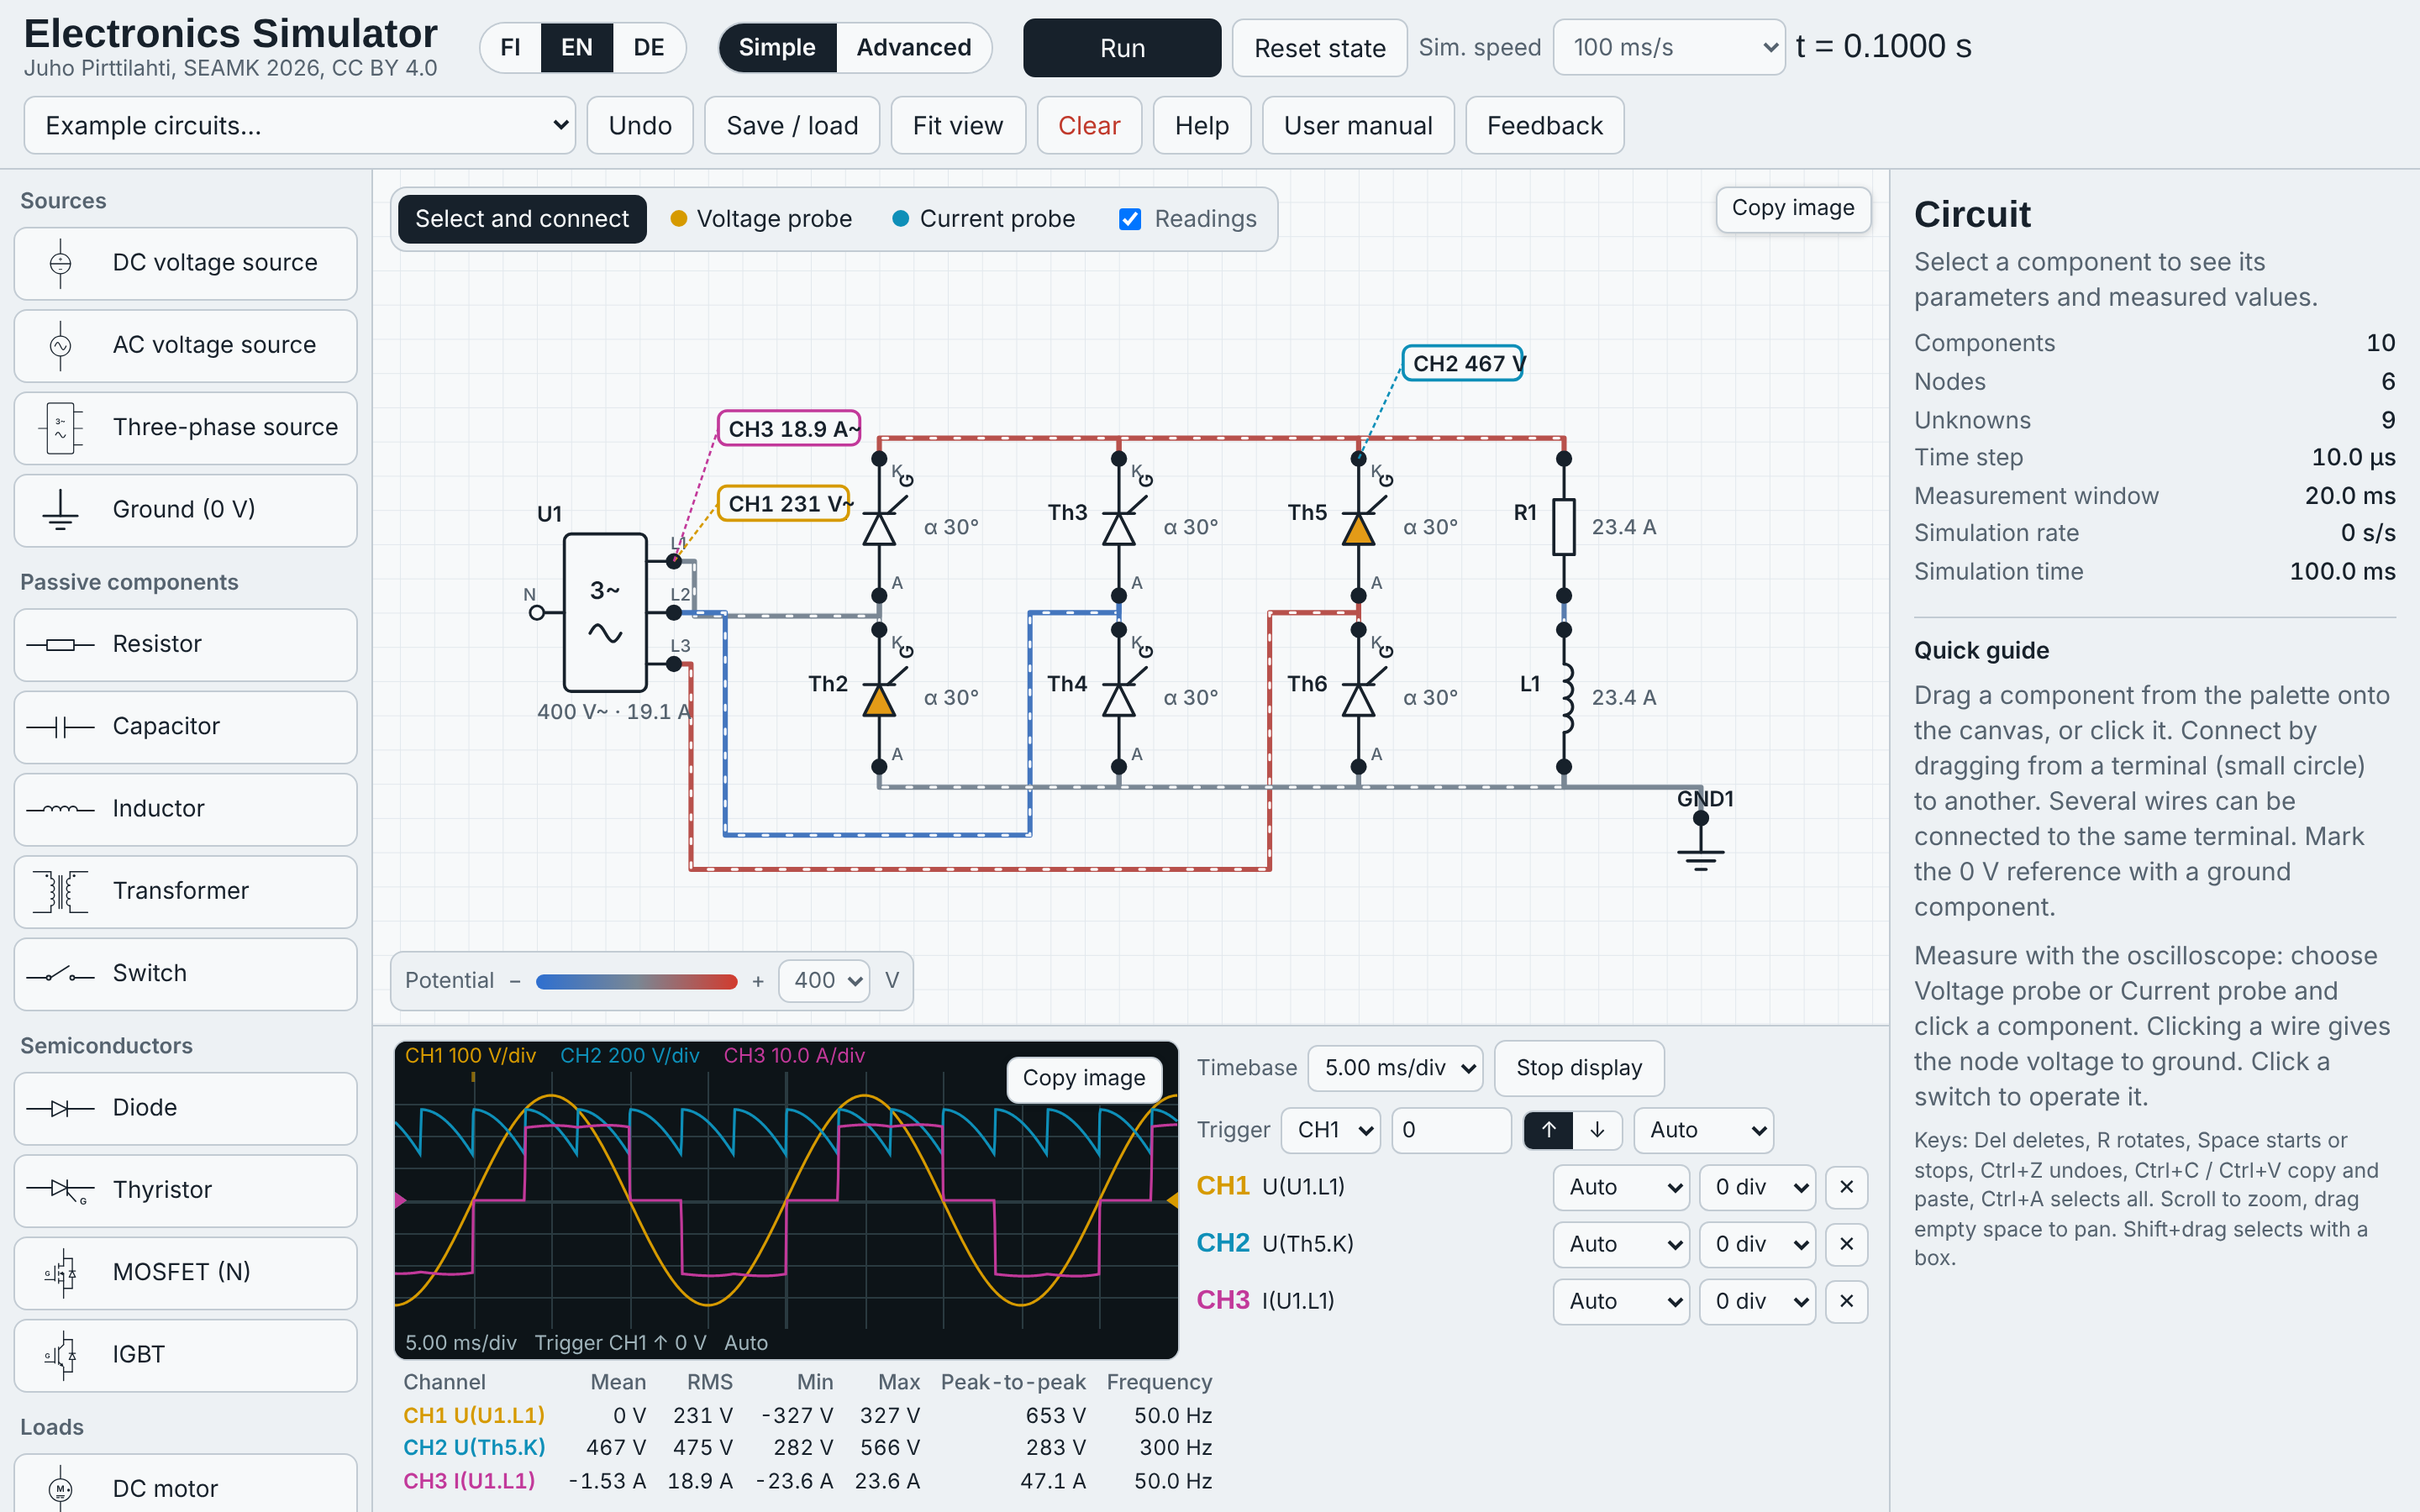 Electronics Simulator
Juho Pirttilahti, SEAMK 2026, CC BY 4.0
FI EN DE
Simple Advanced
Run
Reset state
Sim. speed 100 ms/s
t = 0.1000 s
Example circuits...
Undo
Save / load
Fit view
Clear
Help
User manual
Feedback
Sources
DC voltage source
AC voltage source
3~
Three-phase source
Ground (0 V)
Passive components
Resistor
Capacitor
Inductor
Transformer
Switch
Semiconductors
Diode
G
Thyristor
G
MOSFET (N)
G
IGBT
Loads
M
DC motor
Select and connect
Voltage probe
Current probe
Readings
Copy image
CH2 467 V
CH3 18.9 A~
CH1 231 V~
U1
N
3~
L1
L2
L3
400 V~ · 19.1 A
K G
α 30°
A
Th3
K G
α 30°
A
Th5
K G
α 30°
A
R1
23.4 A
Th2
K G
α 30°
A
Th4
K G
α 30°
A
Th6
K G
α 30°
A
L1
23.4 A
GND1
Potential − + 400 V
CH1 100 V/div CH2 200 V/div CH3 10.0 A/div
Copy image
5.00 ms/div Trigger CH1 ↑ 0 V Auto
Timebase 5.00 ms/div Stop display
Trigger CH1 0 ↑ ↓ Auto
CH1 U(U1.L1) Auto 0 div ✕
CH2 U(Th5.K) Auto 0 div ✕
CH3 I(U1.L1) Auto 0 div ✕
Channel Mean RMS Min Max Peak-to-peak Frequency
CH1 U(U1.L1) 0 V 231 V -327 V 327 V 653 V 50.0 Hz
CH2 U(Th5.K) 467 V 475 V 282 V 566 V 283 V 300 Hz
CH3 I(U1.L1) -1.53 A 18.9 A -23.6 A 23.6 A 47.1 A 50.0 Hz
Circuit
Select a component to see its
parameters and measured values.
Components 10
Nodes 6
Unknowns 9
Time step 10.0 µs
Measurement window 20.0 ms
Simulation rate 0 s/s
Simulation time 100.0 ms
Quick guide
Drag a component from the palette onto
the canvas, or click it. Connect by
dragging from a terminal (small circle)
to another. Several wires can be
connected to the same terminal. Mark
the 0 V reference with a ground
component.
Measure with the oscilloscope: choose
Voltage probe or Current probe and
click a component. Clicking a wire gives
the node voltage to ground. Click a
switch to operate it.
Keys: Del deletes, R rotates, Space starts or
stops, Ctrl+Z undoes, Ctrl+C / Ctrl+V copy and
paste, Ctrl+A selects all. Scroll to zoom, drag
empty space to pan. Shift+drag selects with a
box.